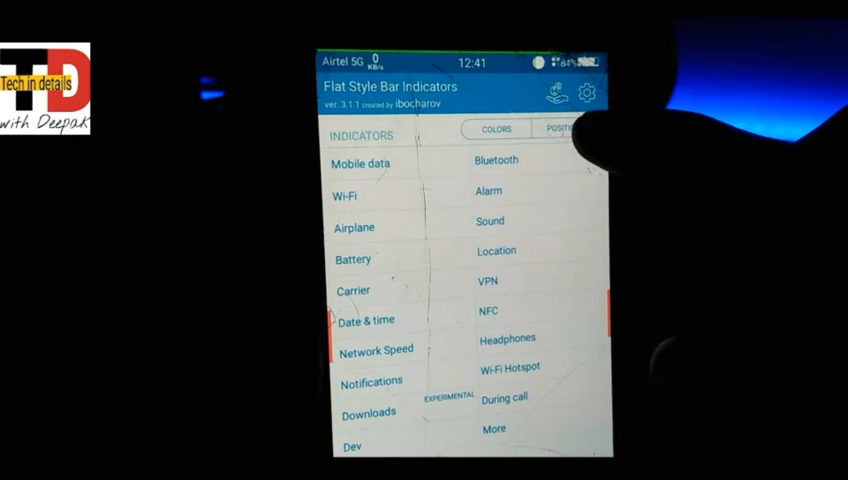 TD
Tech in details
with Deepak
Airtel 5G 0 KB/s 12:41 84%
Flat Style Bar Indicators
ver. 3.1.1 created by ibocharov
INDICATORS COLORS
Mobile data Bluetooth
Wi-Fi Alarm
Airplane Sound
Battery Location
Carrier VPN
Date & time NFC
Network Speed Headphones
Notifications Wi-Fi Hotspot
Downloads EXPERIMENTAL During call
Dev More